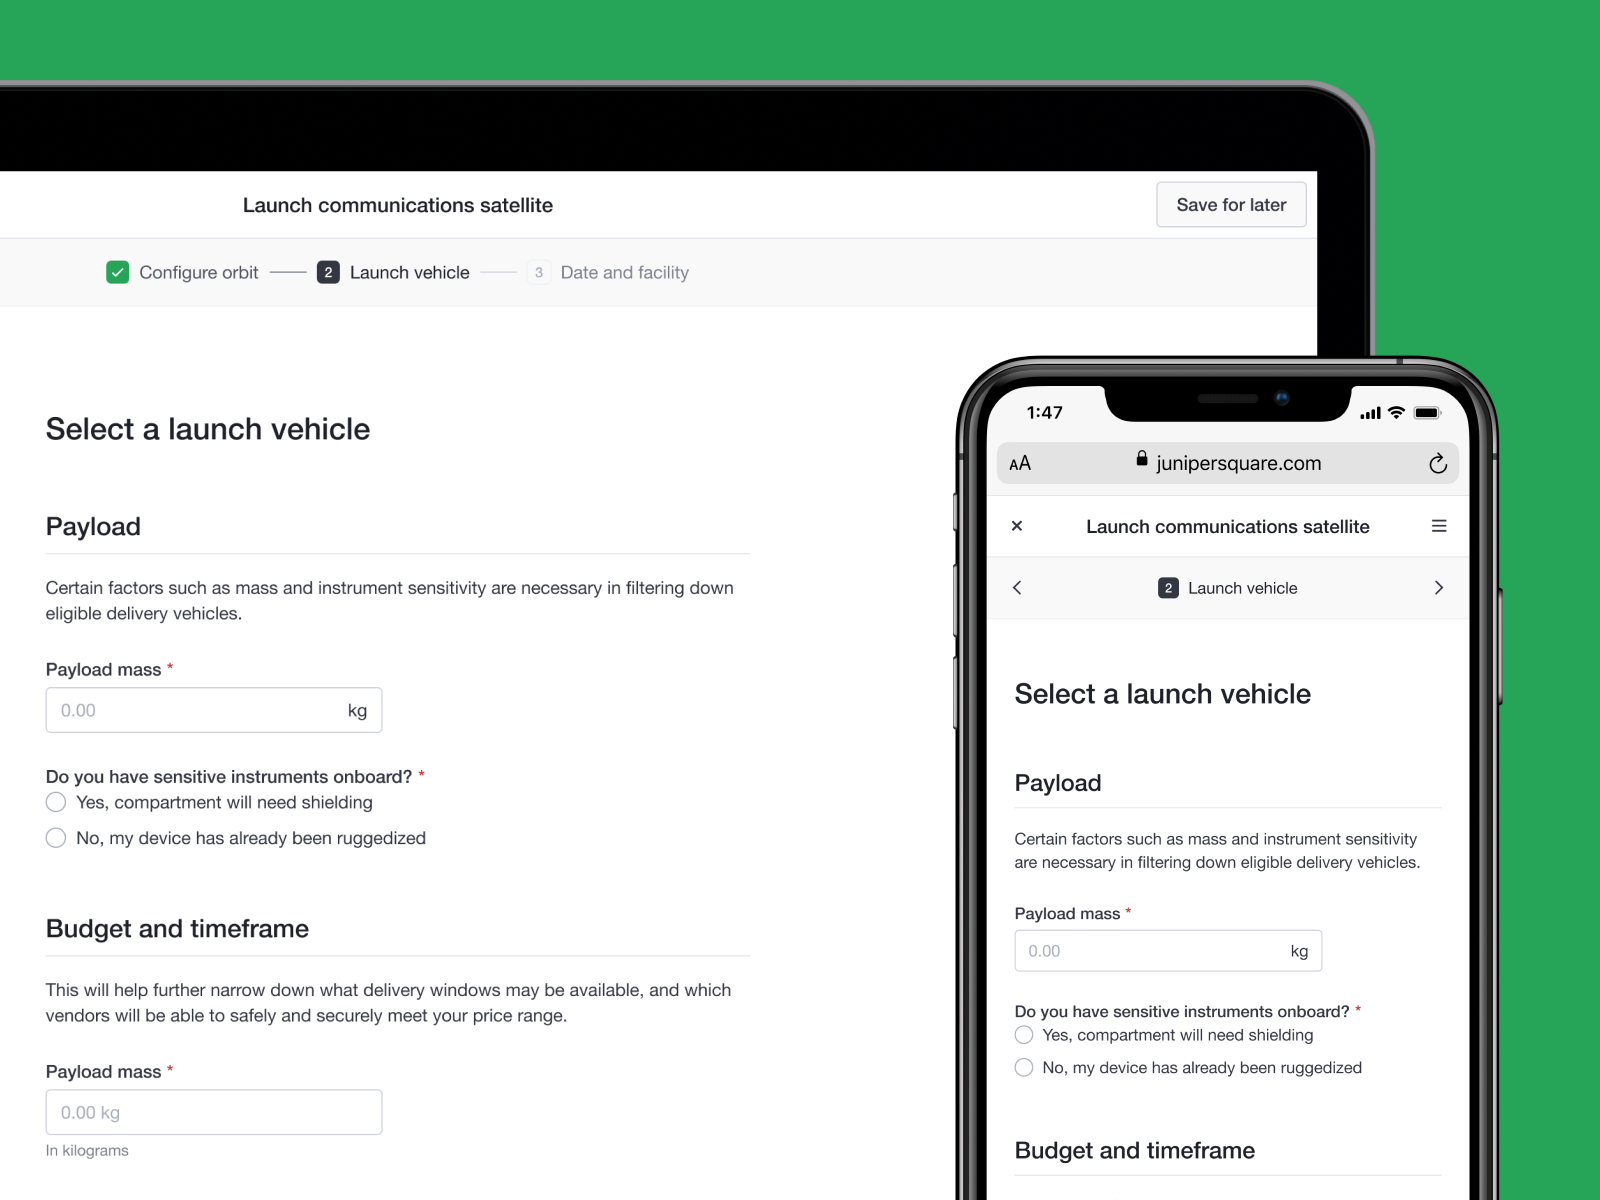 Launch communications satellite
Save for later
Configure orbit
2 Launch vehicle
3 Date and facility
Select a launch vehicle
Payload
Certain factors such as mass and instrument sensitivity are necessary in filtering down
eligible delivery vehicles.
Payload mass *
0.00 kg
Do you have sensitive instruments onboard? *
Yes, compartment will need shielding
No, my device has already been ruggedized
Budget and timeframe
This will help further narrow down what delivery windows may be available, and which
vendors will be able to safely and securely meet your price range.
Payload mass *
0.00 kg
In kilograms
1:47
AA junipersquare.com
Launch communications satellite
2 Launch vehicle
Select a launch vehicle
Payload
Certain factors such as mass and instrument sensitivity
are necessary in filtering down eligible delivery vehicles.
Payload mass *
0.00 kg
Do you have sensitive instruments onboard? *
Yes, compartment will need shielding
No, my device has already been ruggedized
Budget and timeframe